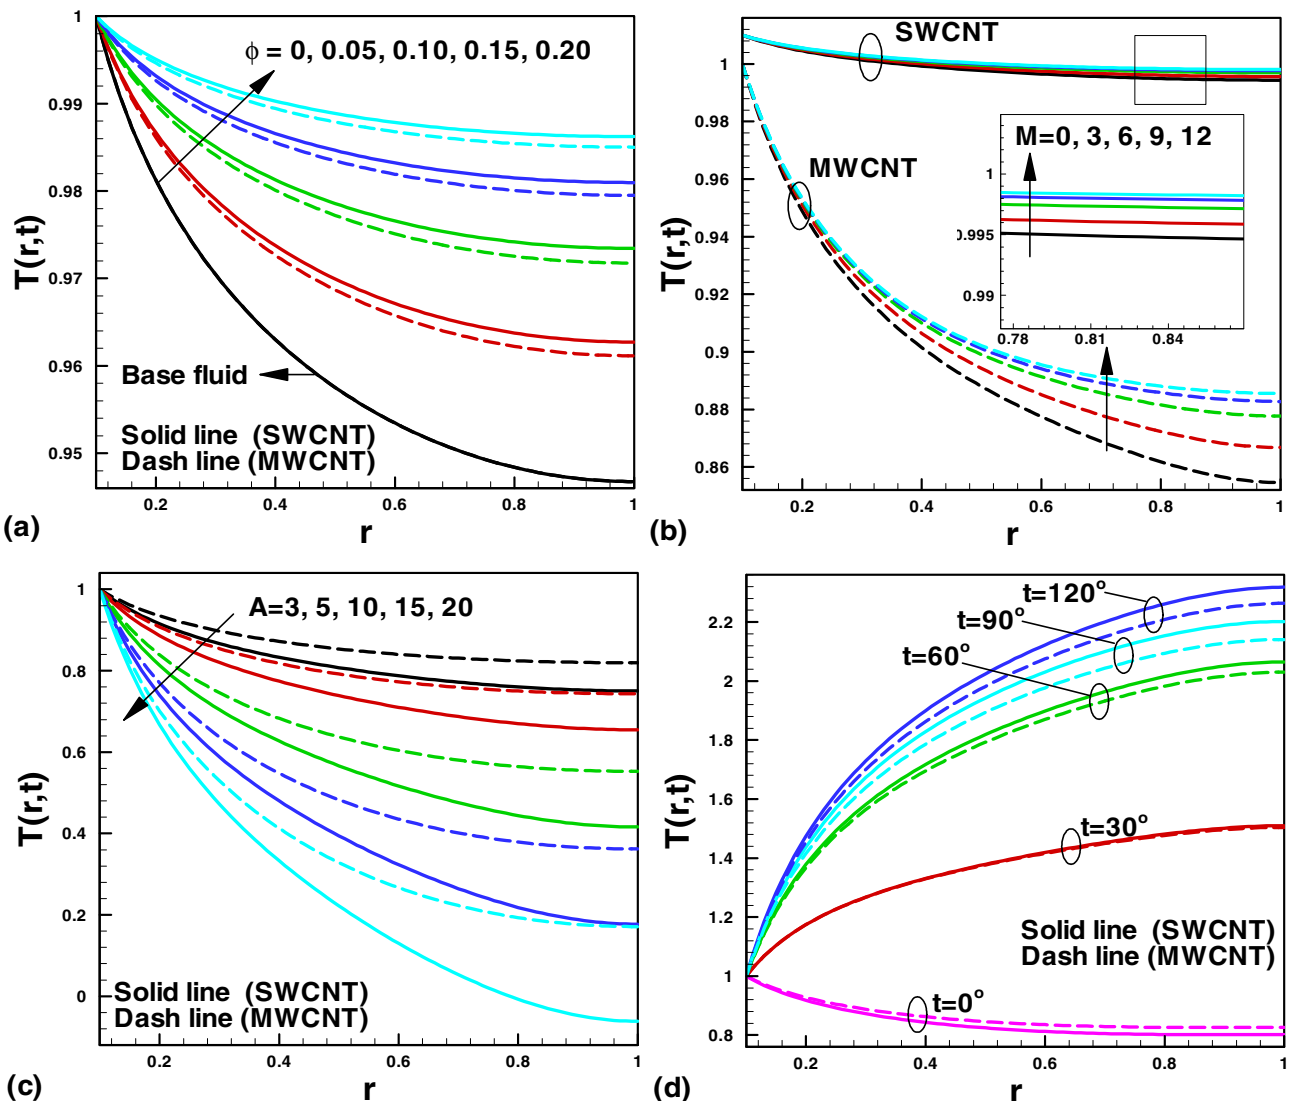 1
0.99
0.98
0.97
0.96
0.95
T(r,t)
ϕ = 0, 0.05, 0.10, 0.15, 0.20
Base fluid
Solid line (SWCNT)
Dash line (MWCNT)
0.2 0.4 0.6 0.8 1
r
(a)
1
0.98
0.96
0.94
0.92
0.9
0.88
0.86
T(r,t)
SWCNT
MWCNT
M=0, 3, 6, 9, 12
1
0.995
0.99
0.78 0.81 0.84
0.2 0.4 0.6 0.8 1
r
(b)
1
0.8
0.6
0.4
0.2
0
T(r,t)
A=3, 5, 10, 15, 20
Solid line (SWCNT)
Dash line (MWCNT)
0.2 0.4 0.6 0.8 1
r
(c)
2.2
2
1.8
1.6
1.4
1.2
1
0.8
T(r,t)
t=120°
t=90°
t=60°
t=30°
Solid line (SWCNT)
Dash line (MWCNT)
t=0°
0.2 0.4 0.6 0.8 1
r
(d)